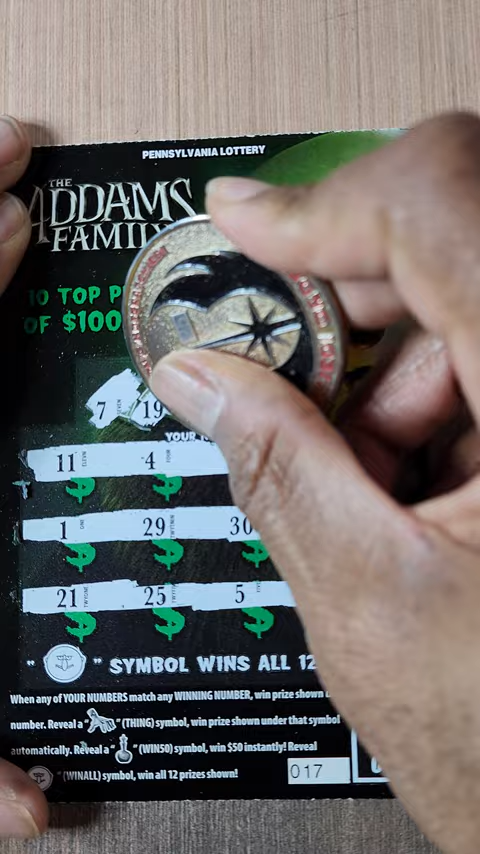 PENNSYLVANIA LOTTERY
THE
ADDAMS
FAMILY
10 TOP
OF $100
7 19
YOUR
11 4
$ $
1 29 30
$ $ $
21 25 5
$ $ $
" " SYMBOL WINS ALL 12
When any of YOUR NUMBERS match any WINNING NUMBER, win prize shown
number. Reveal a " " (THING) symbol, win prize shown under that symbol
automatically. Reveal a " " (WIN50) symbol, win $50 instantly! Reveal
" (WINALL) symbol, win all 12 prizes shown!
017